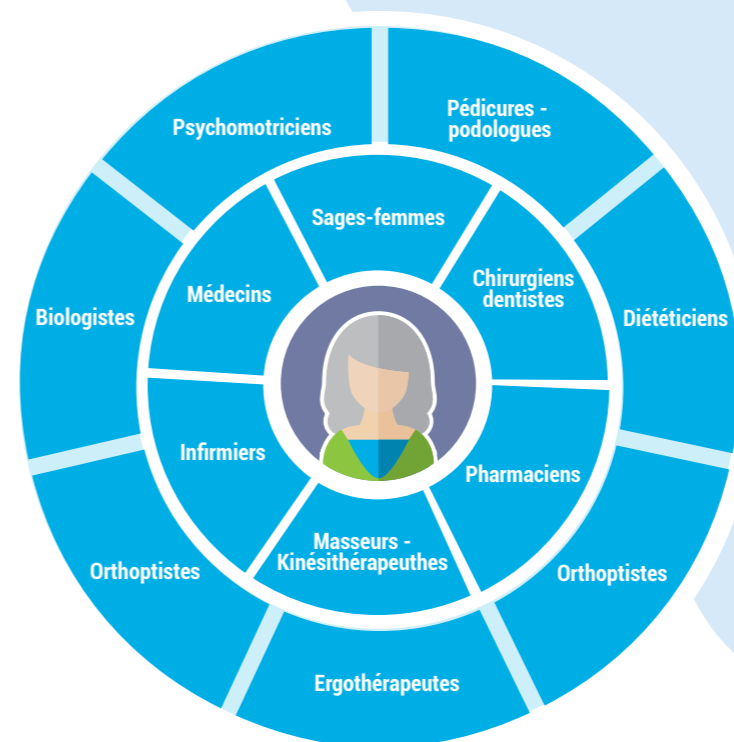 Pédicures -
podologues
Psychomotriciens
Sages-femmes
Chirurgiens
dentistes
Médecins
Biologistes
Diététiciens
Infirmiers
Pharmaciens
Masseurs -
Kinésithérapeuthes
Orthoptistes
Orthoptistes
Ergothérapeutes